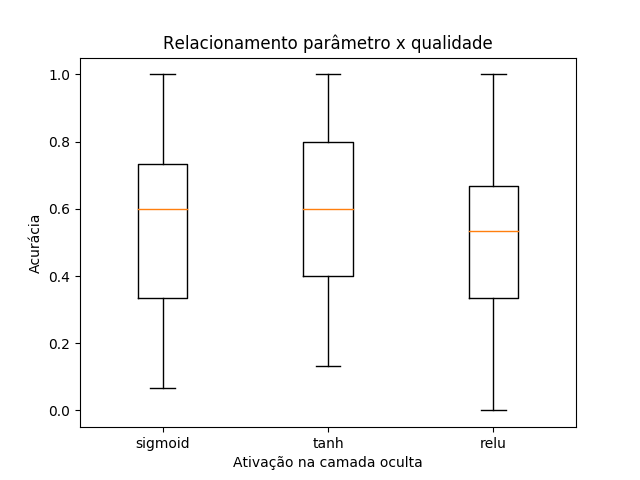 Relacionamento parâmetro x qualidade
1.0
0.8
0.6
0.4
0.2
0.0
Acurácia
sigmoid tanh relu
Ativação na camada oculta